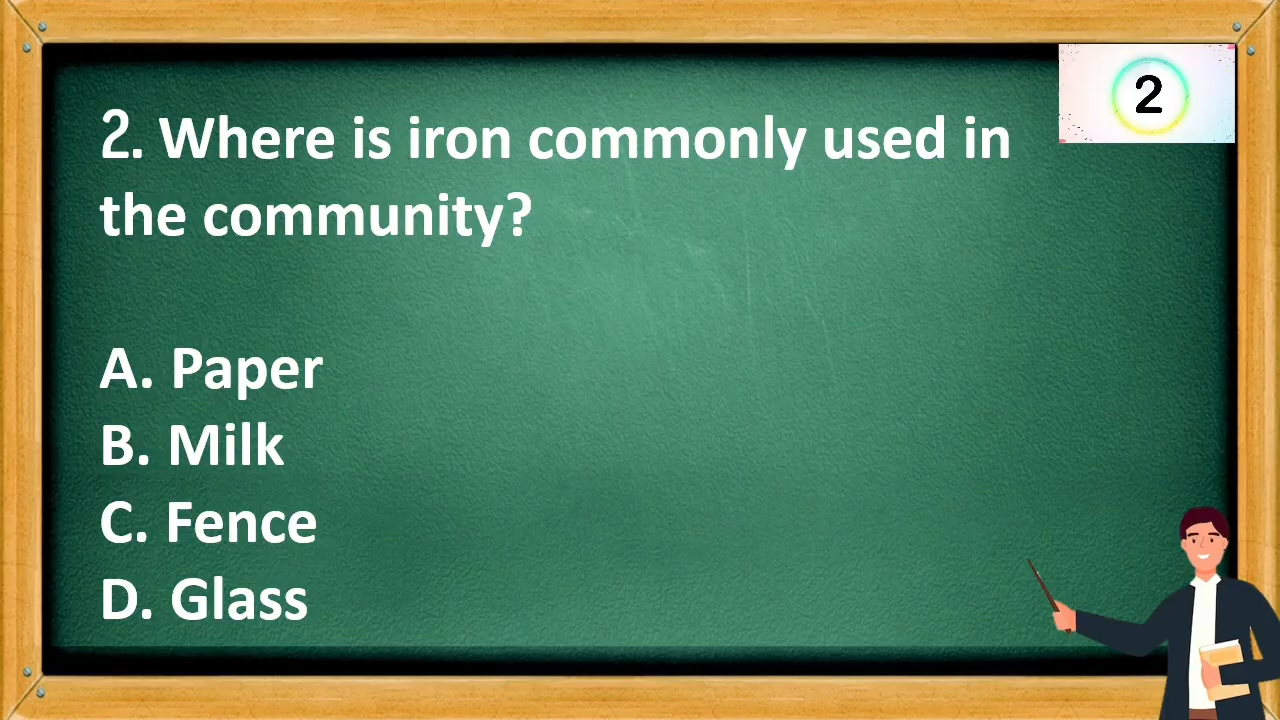 2. Where is iron commonly used in
the community?
A. Paper
B. Milk
C. Fence
D. Glass
2